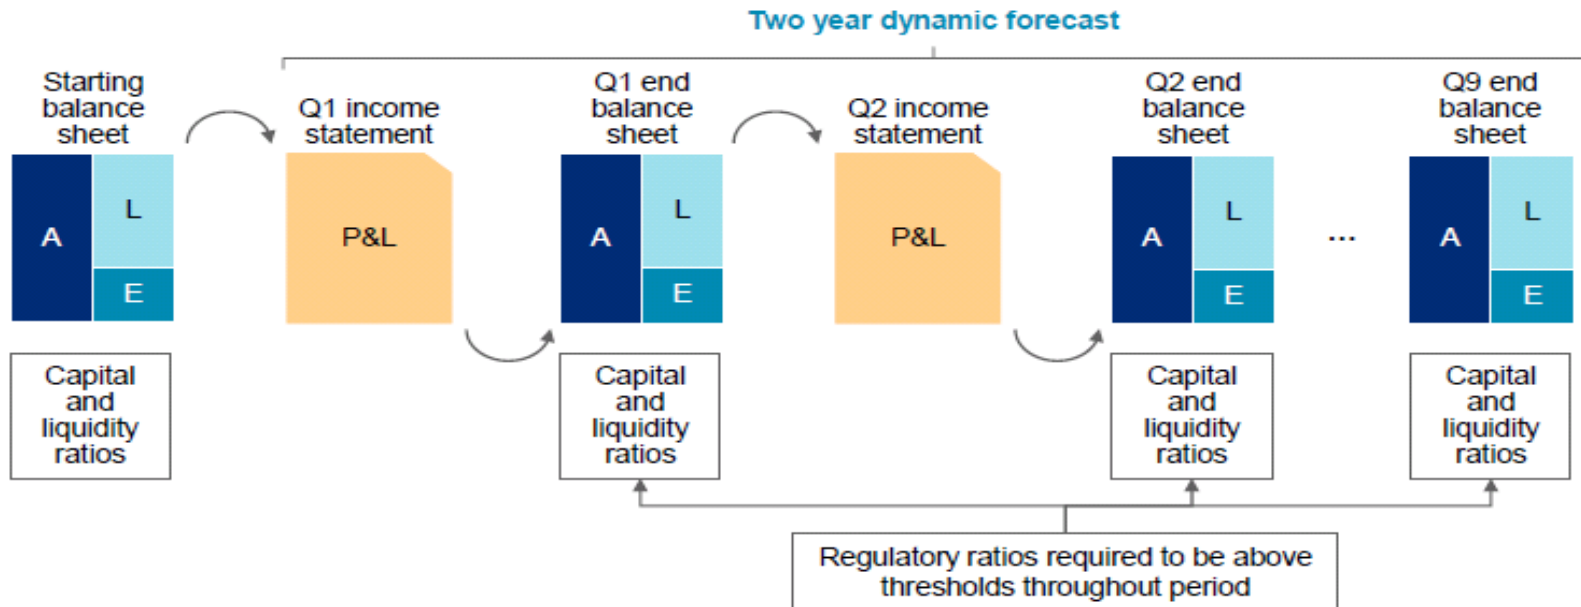 Two year dynamic forecast
Starting
balance
sheet
Q1 income
statement
Q1 end
balance
sheet
Q2 income
statement
Q2 end
balance
sheet
Q9 end
balance
sheet
A
L
E
P&L
A
L
E
P&L
A
L
E
...
A
L
E
Capital
and
liquidity
ratios
Capital
and
liquidity
ratios
Capital
and
liquidity
ratios
Capital
and
liquidity
ratios
Regulatory ratios required to be above
thresholds throughout period